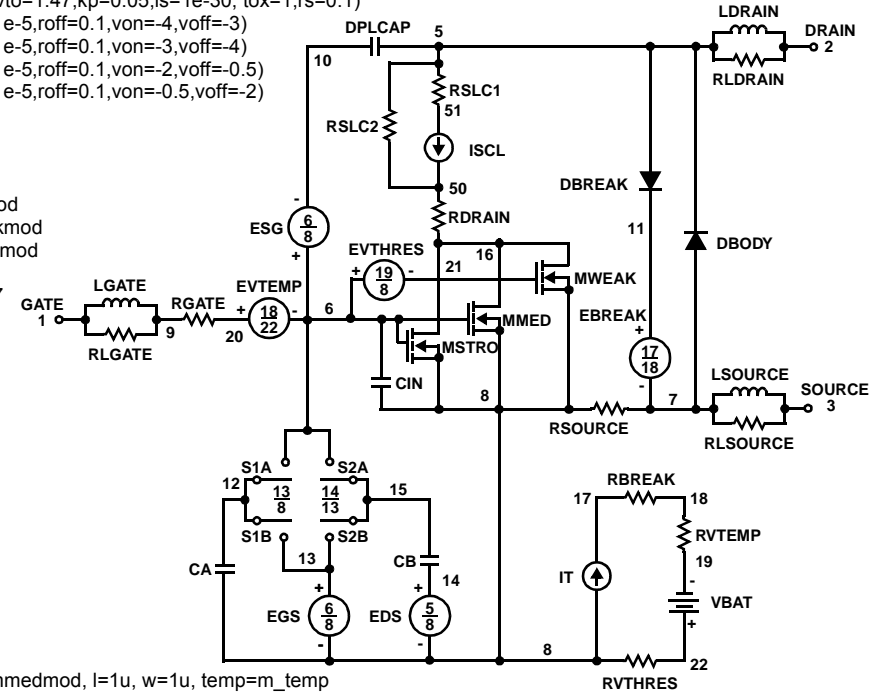 vto=1.47,kp=0.05,is=1e-30, tox=1,rs=0.1)
e-5,roff=0.1,von=-4,voff=-3)
e-5,roff=0.1,von=-3,voff=-4)
e-5,roff=0.1,von=-2,voff=-0.5)
e-5,roff=0.1,von=-0.5,voff=-2)
LDRAIN
DPLCAP
5
DRAIN
2
10
RLDRAIN
RSLC1
51
RSLC2
ISCL
DBREAK
50
od
kmod
mod
ESG
6
8
-
+
RDRAIN
11
DBODY
EVTHRES
16
21
+
19
8
-
MWEAK
LGATE
EVTEMP
GATE
1
RGATE
+
18
22
-
6
MMED
EBREAK
+
9
20
MSTRO
17
18
-
RLGATE
LSOURCE
CIN
8
7
SOURCE
3
RSOURCE
RLSOURCE
S1A
S2A
12
13
8
14
13
15
RBREAK
17
18
S1B
S2B
RVTEMP
13
CB
19
CA
14
IT
-
+
+
VBAT
EGS
6
8
EDS
5
8
+
-
-
8
22
RVTHRES
mmedmod, l=1u, w=1u, temp=m_temp